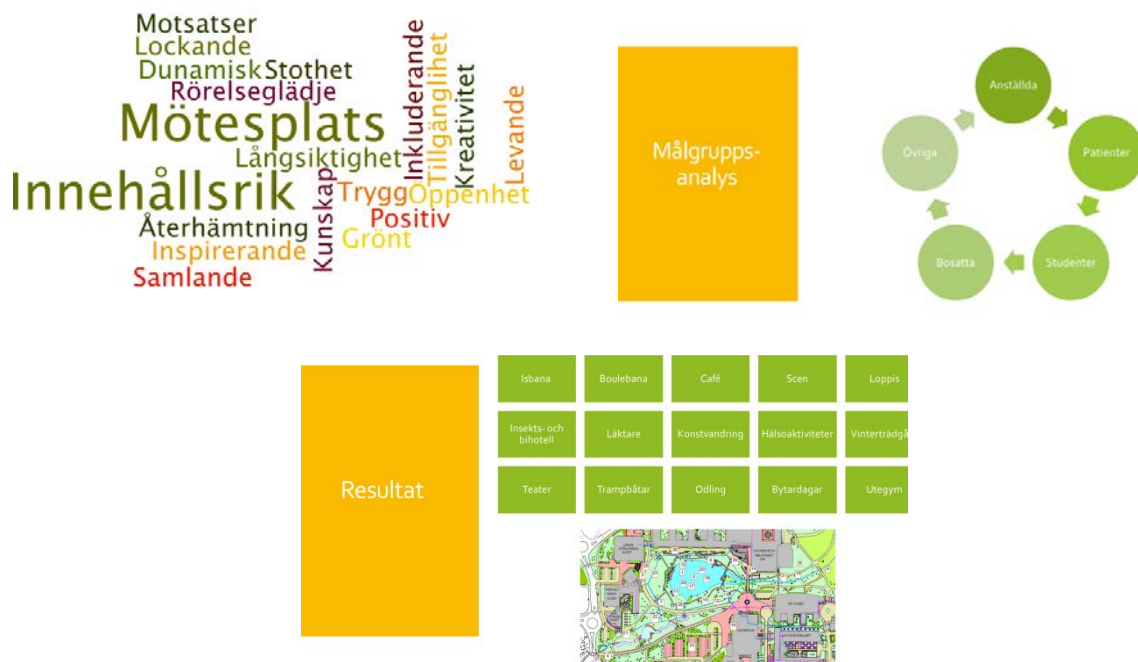 Motsatser
Lockande
Dunamisk
Stothet
Rörelseglädje
Mötesplats
Långsiktighet
Innehållsrik
Inkluderande
Tillgänglihet
Kreativitet
Levande
Kunskap
Trygg
Öppenhet
Positiv
Grönt
Återhämtning
Inspirerande
Samlande
Målgrupps-
analys
Anställda
Patienter
Studenter
Bosatta
Övriga
Resultat
Isbana
Boulebana
Café
Scen
Loppis
Insekts- och
bihotell
Läktare
Konstvandring
Hälsoaktiviteter
Vinterträdgå
Teater
Trampbåtar
Odling
Bytardagar
Utegym